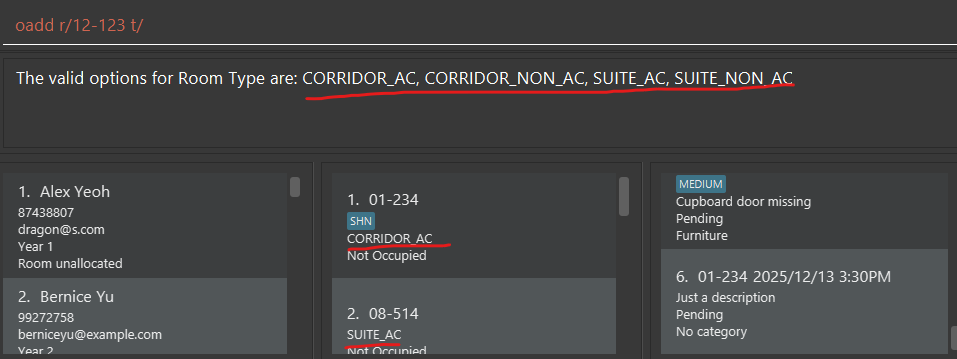 oadd r/12-123 t/
The valid options for Room Type are: CORRIDOR_AC, CORRIDOR_NON_AC, SUITE_AC, SUITE_NON_AC
1. Alex Yeoh
87438807
dragon@s.com
Year 1
Room unallocated
2. Bernice Yu
99272758
berniceyu@example.com
Year 2
1. 01-234
SHN
CORRIDOR_AC
Not Occupied
2. 08-514
SUITE_AC
Not Occupied
MEDIUM
Cupboard door missing
Pending
Furniture
6. 01-234 2025/12/13 3:30PM
Just a description
Pending
No category